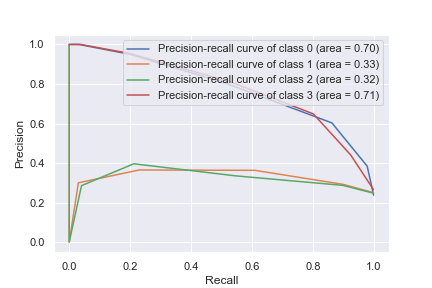 Precision-recall curve of class 0 (area = 0.70)
Precision-recall curve of class 1 (area = 0.33)
Precision-recall curve of class 2 (area = 0.32)
Precision-recall curve of class 3 (area = 0.71)
1.0
0.8
0.6
0.4
0.2
0.0
Precision
0.0 0.2 0.4 0.6 0.8 1.0
Recall